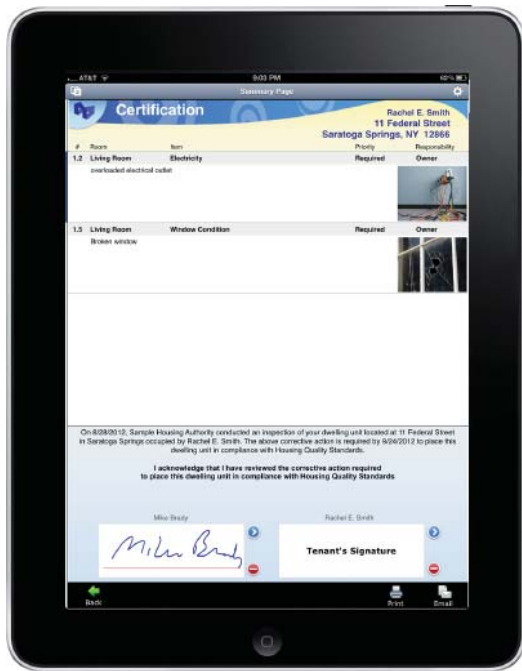 AT&T 9:03 PM 60%
Summary Page
Certification
Rachel E. Smith
11 Federal Street
Saratoga Springs, NY 12866
# Room Item Priority Responsibility
1.2 Living Room Electricity Required Owner
overloaded electrical outlet
1.5 Living Room Window Condition Required Owner
Broken window
On 8/28/2012, Sample Housing Authority conducted an inspection of your dwelling unit located at 11 Federal Street
in Saratoga Springs occupied by Rachel E. Smith. The above corrective action is required by 9/24/2012 to place this
dwelling unit in compliance with Housing Quality Standards.
I acknowledge that I have reviewed the corrective action required
to place this dwelling unit in compliance with Housing Quality Standards
Mike Brady Rachel E. Smith
Mike Brady Tenant's Signature
Back Print Email